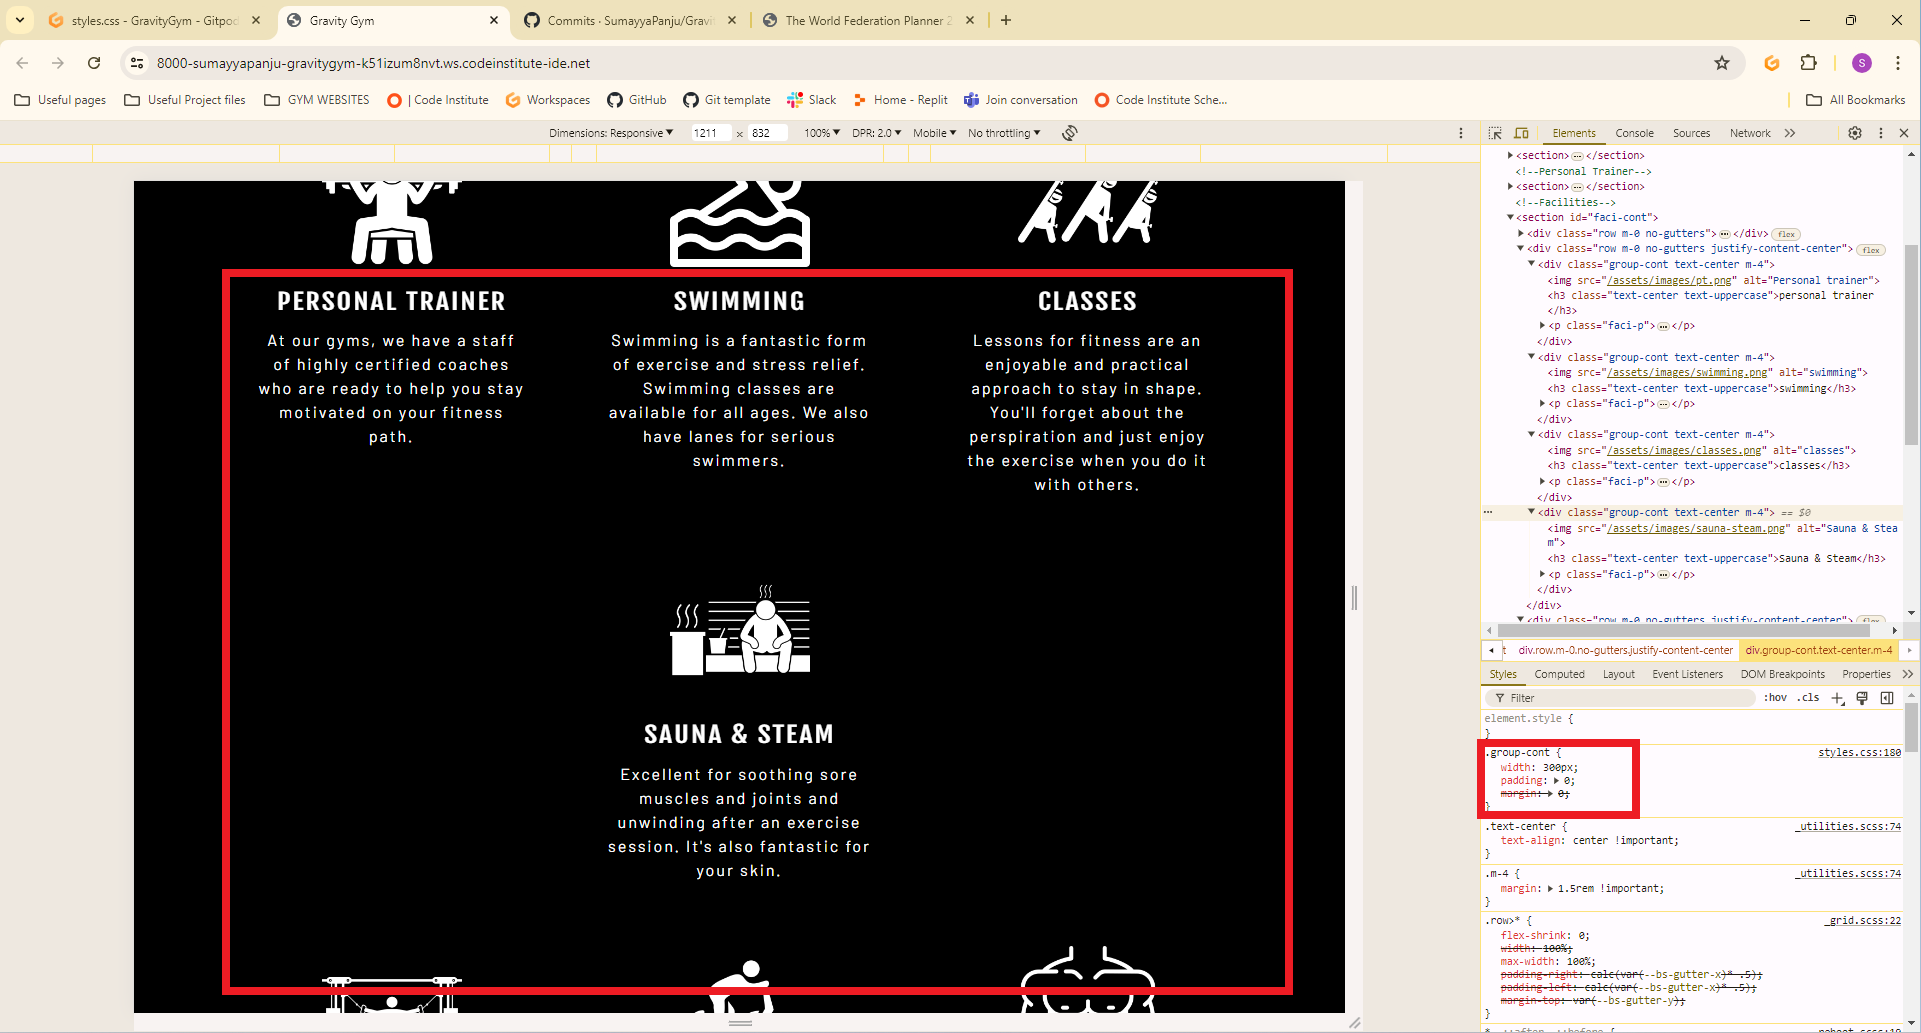 styles.css - GravityGym - Gitpod
Gravity Gym
Commits · SumayyaPanju/Gravi
The World Federation Planner 2
8000-sumayyapanju-gravitygym-k51izum8nvt.ws.codeinstitute-ide.net
S
Useful pages
Useful Project files
GYM WEBSITES
| Code Institute
Workspaces
GitHub
Git template
Slack
Home - Replit
Join conversation
Code Institute Sche...
All Bookmarks
Dimensions: Responsive
1211 x 832
100%
DPR: 2.0
Mobile
No throttling
PERSONAL TRAINER
At our gyms, we have a staff
of highly certified coaches
who are ready to help you stay
motivated on your fitness
path.
SWIMMING
Swimming is a fantastic form
of exercise and stress relief.
Swimming classes are
available for all ages. We also
have lanes for serious
swimmers.
CLASSES
Lessons for fitness are an
enjoyable and practical
approach to stay in shape.
You'll forget about the
perspiration and just enjoy
the exercise when you do it
with others.
SAUNA & STEAM
Excellent for soothing sore
muscles and joints and
unwinding after an exercise
session. It's also fantastic for
your skin.
Elements
Console
Sources
Network
<section>…</section>
<!--Personal Trainer-->
<section>…</section>
<!--Facilities-->
<section id="faci-cont">
<div class="row m-0 no-gutters">…</div> flex
<div class="row m-0 no-gutters justify-content-center"> flex
<div class="group-cont text-center m-4">
<img src="/assets/images/pt.png" alt="Personal trainer">
<h3 class="text-center text-uppercase">personal trainer
</h3>
<p class="faci-p">…</p>
</div>
<div class="group-cont text-center m-4">
<img src="/assets/images/swimming.png" alt="swimming">
<h3 class="text-center text-uppercase">swimming</h3>
<p class="faci-p">…</p>
</div>
<div class="group-cont text-center m-4">
<img src="/assets/images/classes.png" alt="classes">
<h3 class="text-center text-uppercase">classes</h3>
<p class="faci-p">…</p>
</div>
<div class="group-cont text-center m-4"> == $0
<img src="/assets/images/sauna-steam.png" alt="Sauna & Stea
m">
<h3 class="text-center text-uppercase">Sauna & Steam</h3>
<p class="faci-p">…</p>
</div>
</div>
<div class="row m-0 no-gutters justify-content-center"> flex
t
div.row.m-0.no-gutters.justify-content-center
div.group-cont.text-center.m-4
Styles
Computed
Layout
Event Listeners
DOM Breakpoints
Properties
Filter
:hov
.cls
element.style {
}
.group-cont { styles.css:180
width: 300px;
padding: 0;
margin: 0;
}
.text-center { _utilities.scss:74
text-align: center !important;
}
.m-4 { _utilities.scss:74
margin: 1.5rem !important;
}
.row>* { _grid.scss:22
flex-shrink: 0;
width: 100%;
max-width: 100%;
padding-right: calc(var(--bs-gutter-x)* .5);
padding-left: calc(var(--bs-gutter-x)* .5);
margin-top: var(--bs-gutter-y);
}